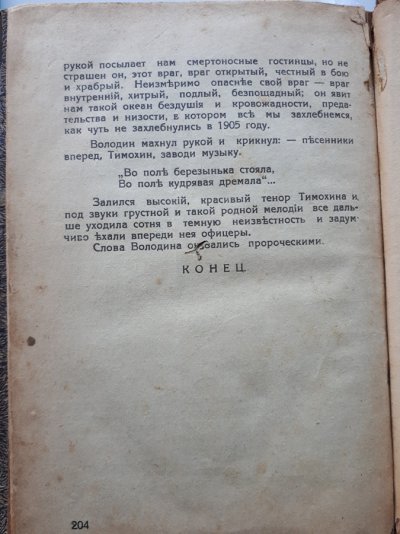 рукой посылает нам смертоносные гостинцы, но не
страшен он, этот враг, враг открытый, честный в бою
и храбрый. Неизмѣримо опаснѣе свой враг — враг
внутренній, хитрый, подлый, безпощадный; он явит
нам такой океан бездушія и кровожадности, преда-
тельства и низости, в котором всѣ мы захлебнемся,
как чуть не захлебнулись в 1905 году.
Володин махнул рукой и крикнул: — пѣсенники
вперед, Тимохин, заводи музыку.
„Во полѣ березынька стояла,
Во полѣ кудрявая дремала“...
Залился высокій, красивый тенор Тимохина и
под звуки грустной и такой родной мелодіи все даль-
ше уходила сотня в темную неизвѣстность и задум-
чиво ѣхали впереди нея офицеры.
Слова Володина оказались пророческими.
КОНЕЦ.
204